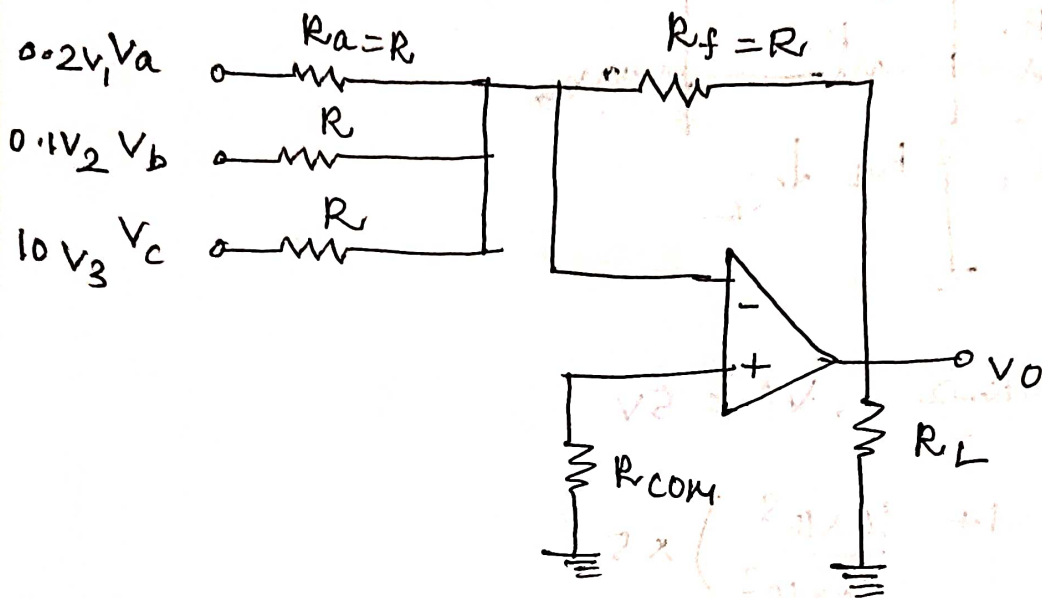 0.2V₁ Va
Ra = R
Rf = R
0.1V₂ Vb
R
10 V₃ Vc
R
-
+
VO
RCOM
RL